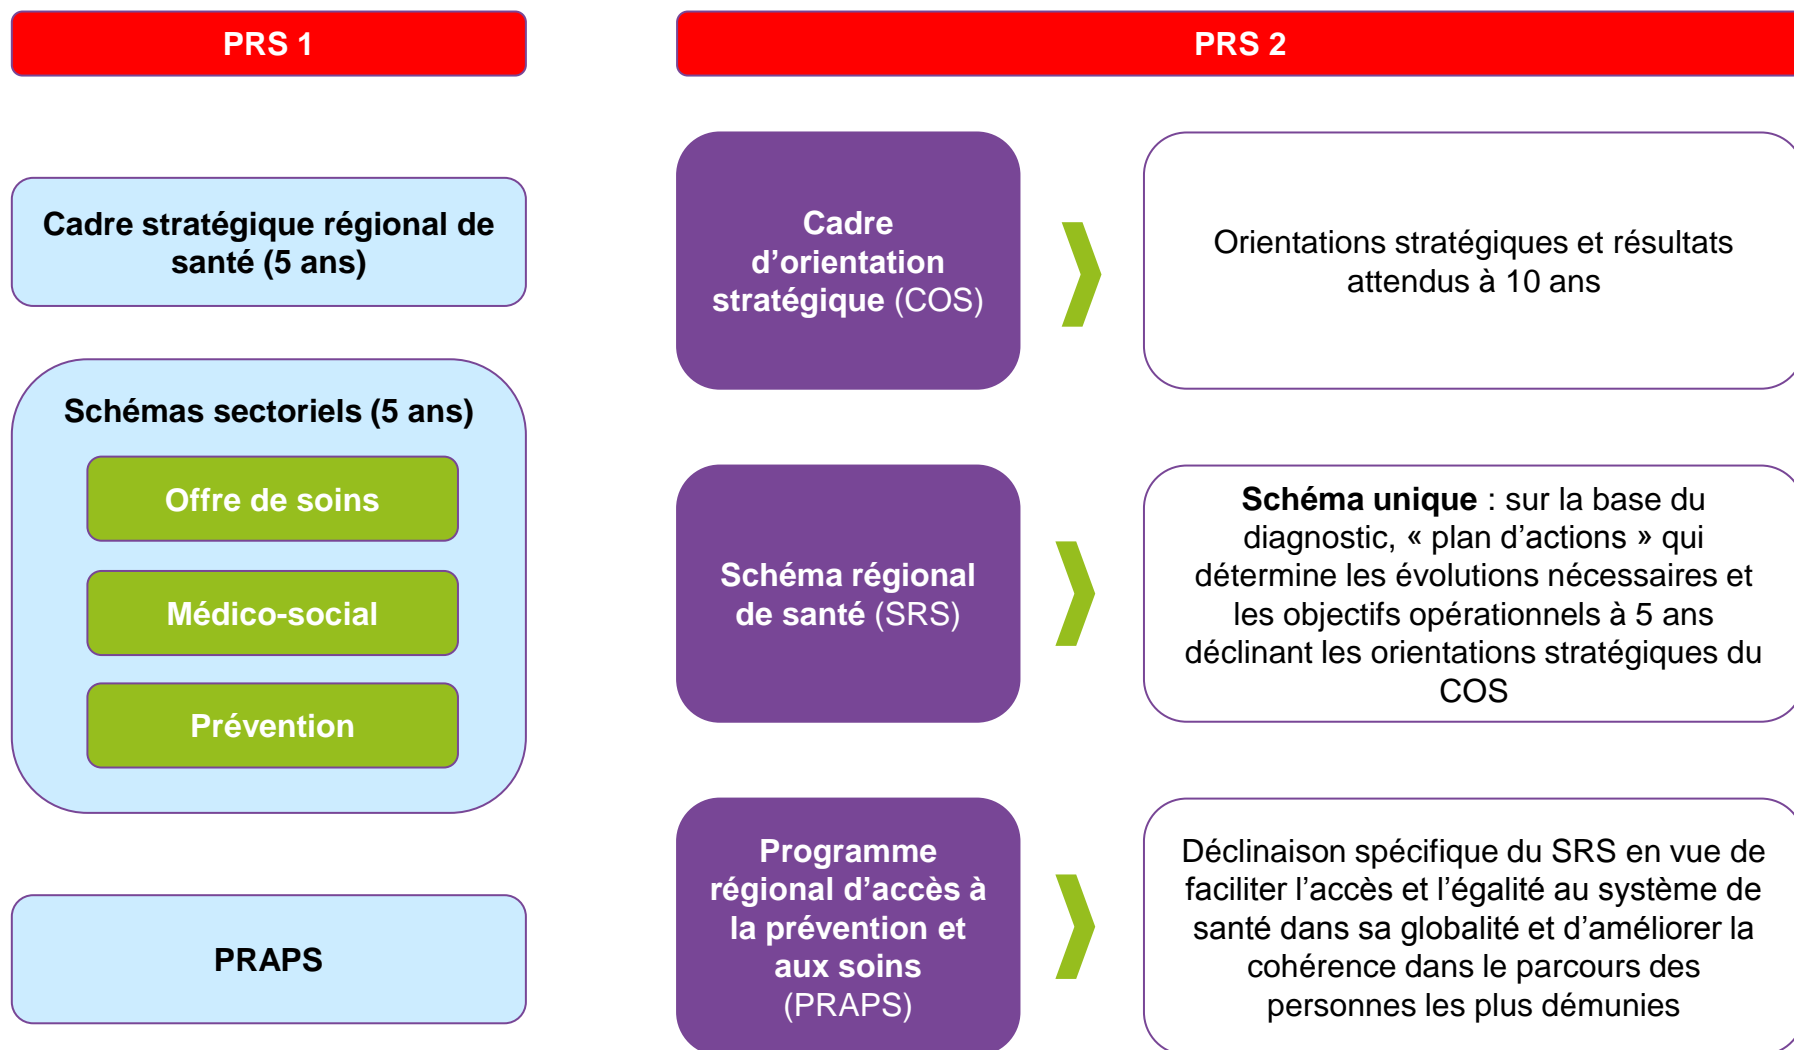 PRS 1
PRS 2
Cadre stratégique régional de
santé (5 ans)
Schémas sectoriels (5 ans)
Offre de soins
Médico-social
Prévention
PRAPS
Cadre
d’orientation
stratégique (COS)
Orientations stratégiques et résultats
attendus à 10 ans
Schéma régional
de santé (SRS)
Schéma unique : sur la base du
diagnostic, « plan d’actions » qui
détermine les évolutions nécessaires et
les objectifs opérationnels à 5 ans
déclinant les orientations stratégiques du
COS
Programme
régional d’accès à
la prévention et
aux soins
(PRAPS)
Déclinaison spécifique du SRS en vue de
faciliter l’accès et l’égalité au système de
santé dans sa globalité et d’améliorer la
cohérence dans le parcours des
personnes les plus démunies